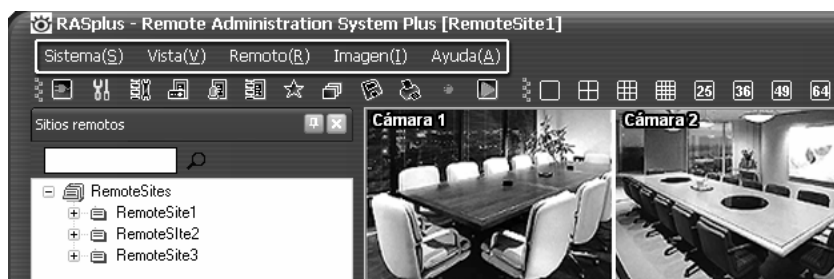 RASplus - Remote Administration System Plus [RemoteSite1]
Sistema(S) Vista(V) Remoto(R) Imagen(I) Ayuda(A)
25 36 49 64
Sitios remotos
Cámara 1 Cámara 2
RemoteSites
RemoteSite1
RemoteSIte2
RemoteSite3